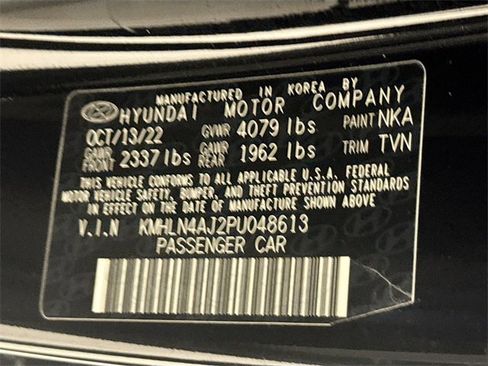 MANUFACTURED IN KOREA BY
HYUNDAI MOTOR COMPANY
OCT/13/22 GVWR 4079 lbs PAINT NKA
GAWR FRONT 2337 lbs GAWR REAR 1962 lbs TRIM TVN
THIS VEHICLE CONFORMS TO ALL APPLICABLE U.S.A. FEDERAL
MOTOR VEHICLE SAFETY, BUMPER, AND THEFT PREVENTION STANDARDS
IN EFFECT ON THE DATE OF MANUFACTURE SHOWN ABOVE
V.I.N KMHLN4AJ2PU048613
PASSENGER CAR